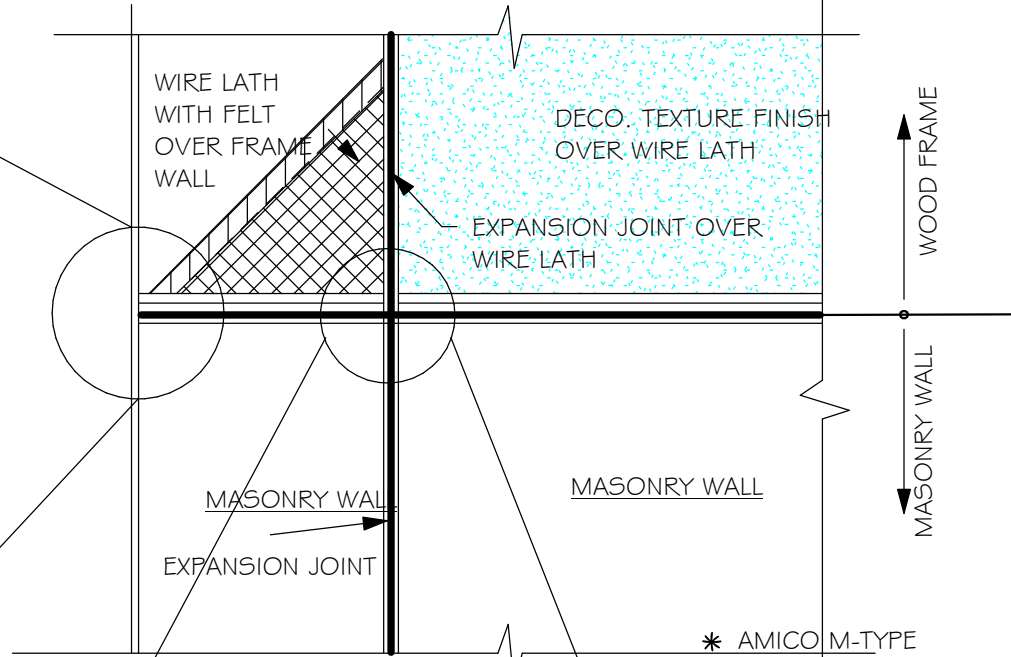 WIRE LATH
WITH FELT
OVER FRAME
WALL
DECO. TEXTURE FINISH
OVER WIRE LATH
EXPANSION JOINT OVER
WIRE LATH
WOOD FRAME
MASONRY WALL
MASONRY WALL
MASONRY WALL
EXPANSION JOINT
* AMICO M-TYPE